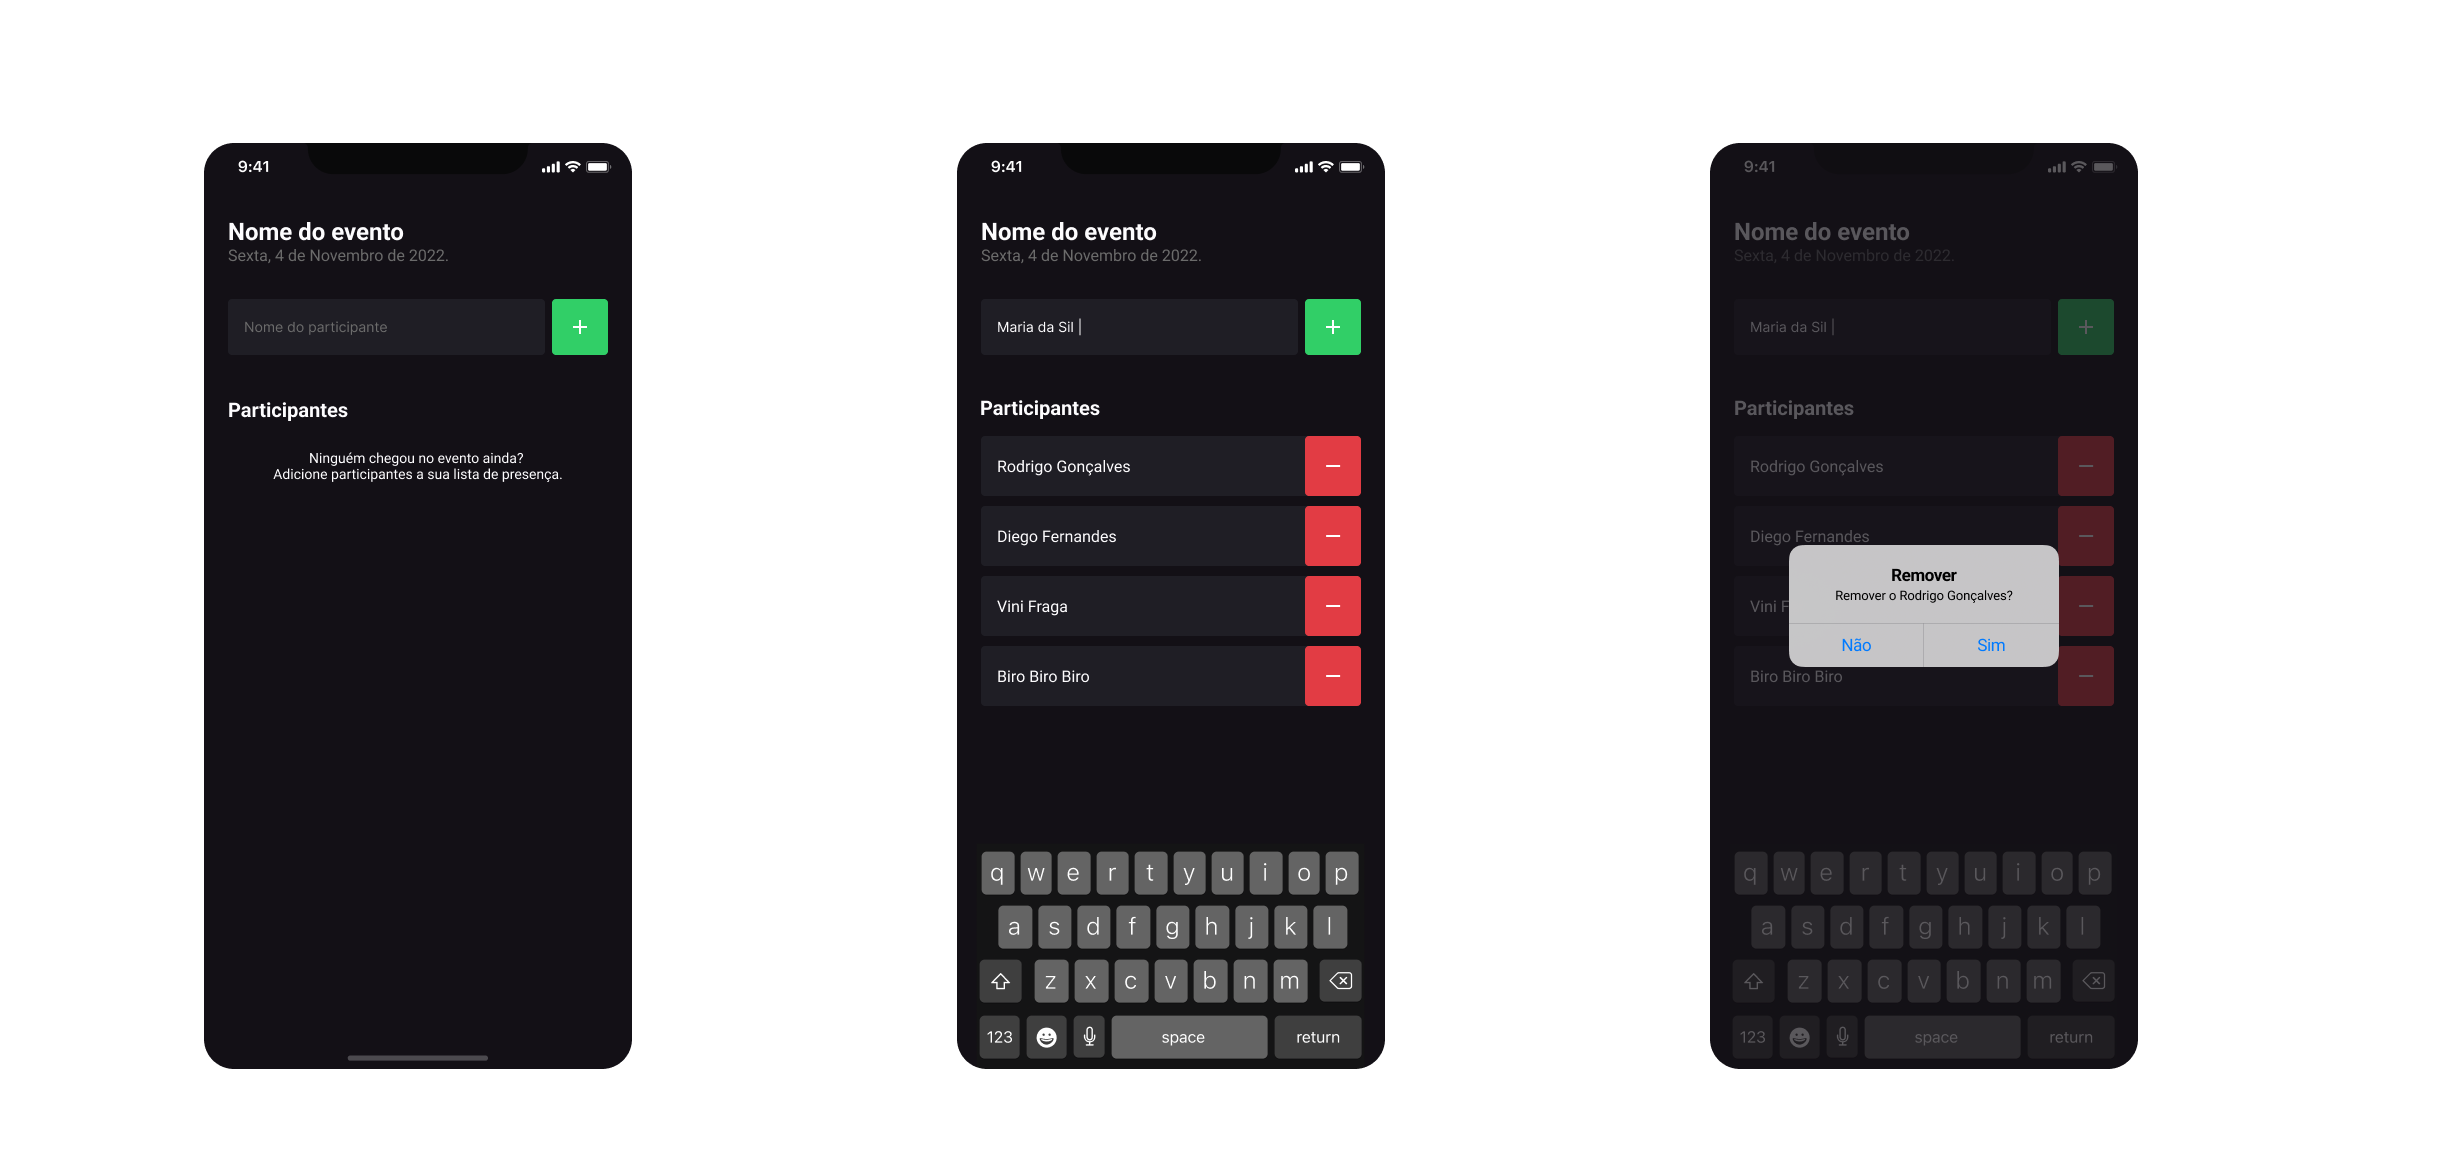 9:41
Nome do evento
Sexta, 4 de Novembro de 2022.
Nome do participante
+
Participantes
Ninguém chegou no evento ainda?
Adicione participantes a sua lista de presença.
9:41
Nome do evento
Sexta, 4 de Novembro de 2022.
Maria da Sil |
+
Participantes
Rodrigo Gonçalves
Diego Fernandes
Vini Fraga
Biro Biro Biro
q w e r t y u i o p
a s d f g h j k l
z x c v b n m
123 space return
9:41
Nome do evento
Sexta, 4 de Novembro de 2022.
Maria da Sil |
+
Participantes
Rodrigo Gonçalves
Diego Fernandes
Vini F
Biro Biro Biro
Remover
Remover o Rodrigo Gonçalves?
Não Sim
q w e r t y u i o p
a s d f g h j k l
z x c v b n m
123 space return